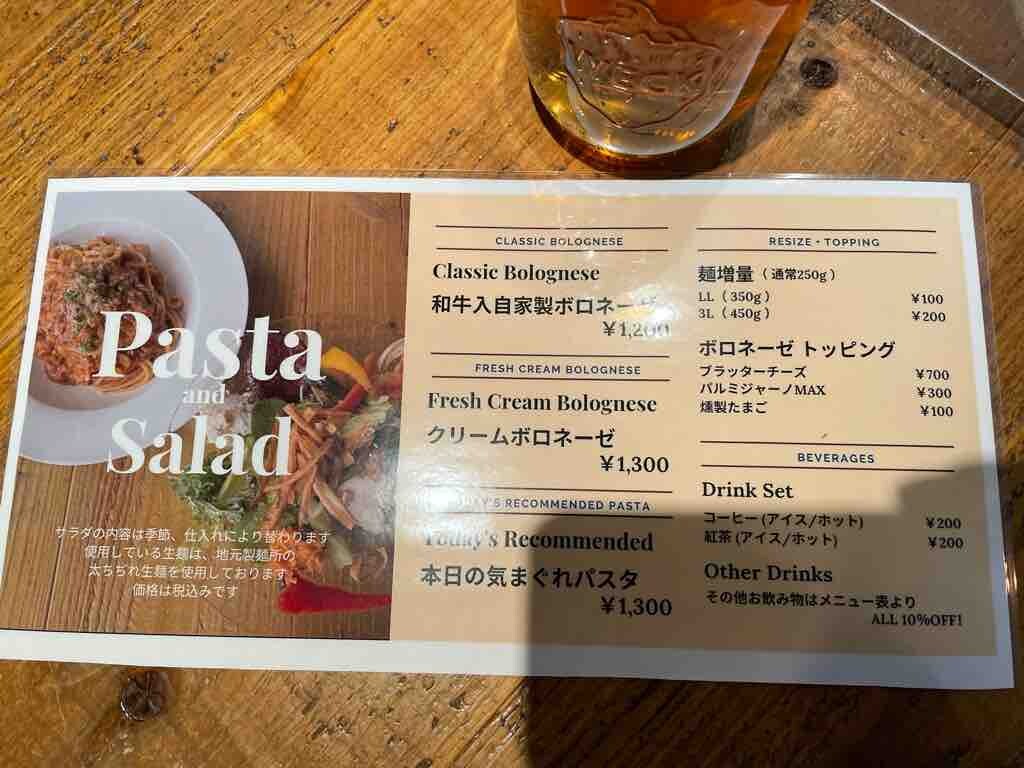 Pasta
and
Salad
サラダの内容は季節、仕入れにより替わります
使用している生麺は、地元製麺所の
太ちぢれ生麺を使用しております。
価格は税込みです
CLASSIC BOLOGNESE
Classic Bolognese
和牛入自家製ボロネーゼ
¥1,200
FRESH CREAM BOLOGNESE
Fresh Cream Bolognese
クリームボロネーゼ
¥1,300
TODAY'S RECOMMENDED PASTA
Today's Recommended
本日の気まぐれパスタ
¥1,300
RESIZE・TOPPING
麺増量（通常250g）
LL（350g） ¥100
3L（450g） ¥200
ボロネーゼ トッピング
ブラッターチーズ ¥700
パルミジャーノMAX ¥300
燻製たまご ¥100
BEVERAGES
Drink Set
コーヒー (アイス/ホット) ¥200
紅茶 (アイス/ホット) ¥200
Other Drinks
その他お飲み物はメニュー表より
ALL 10%OFF!